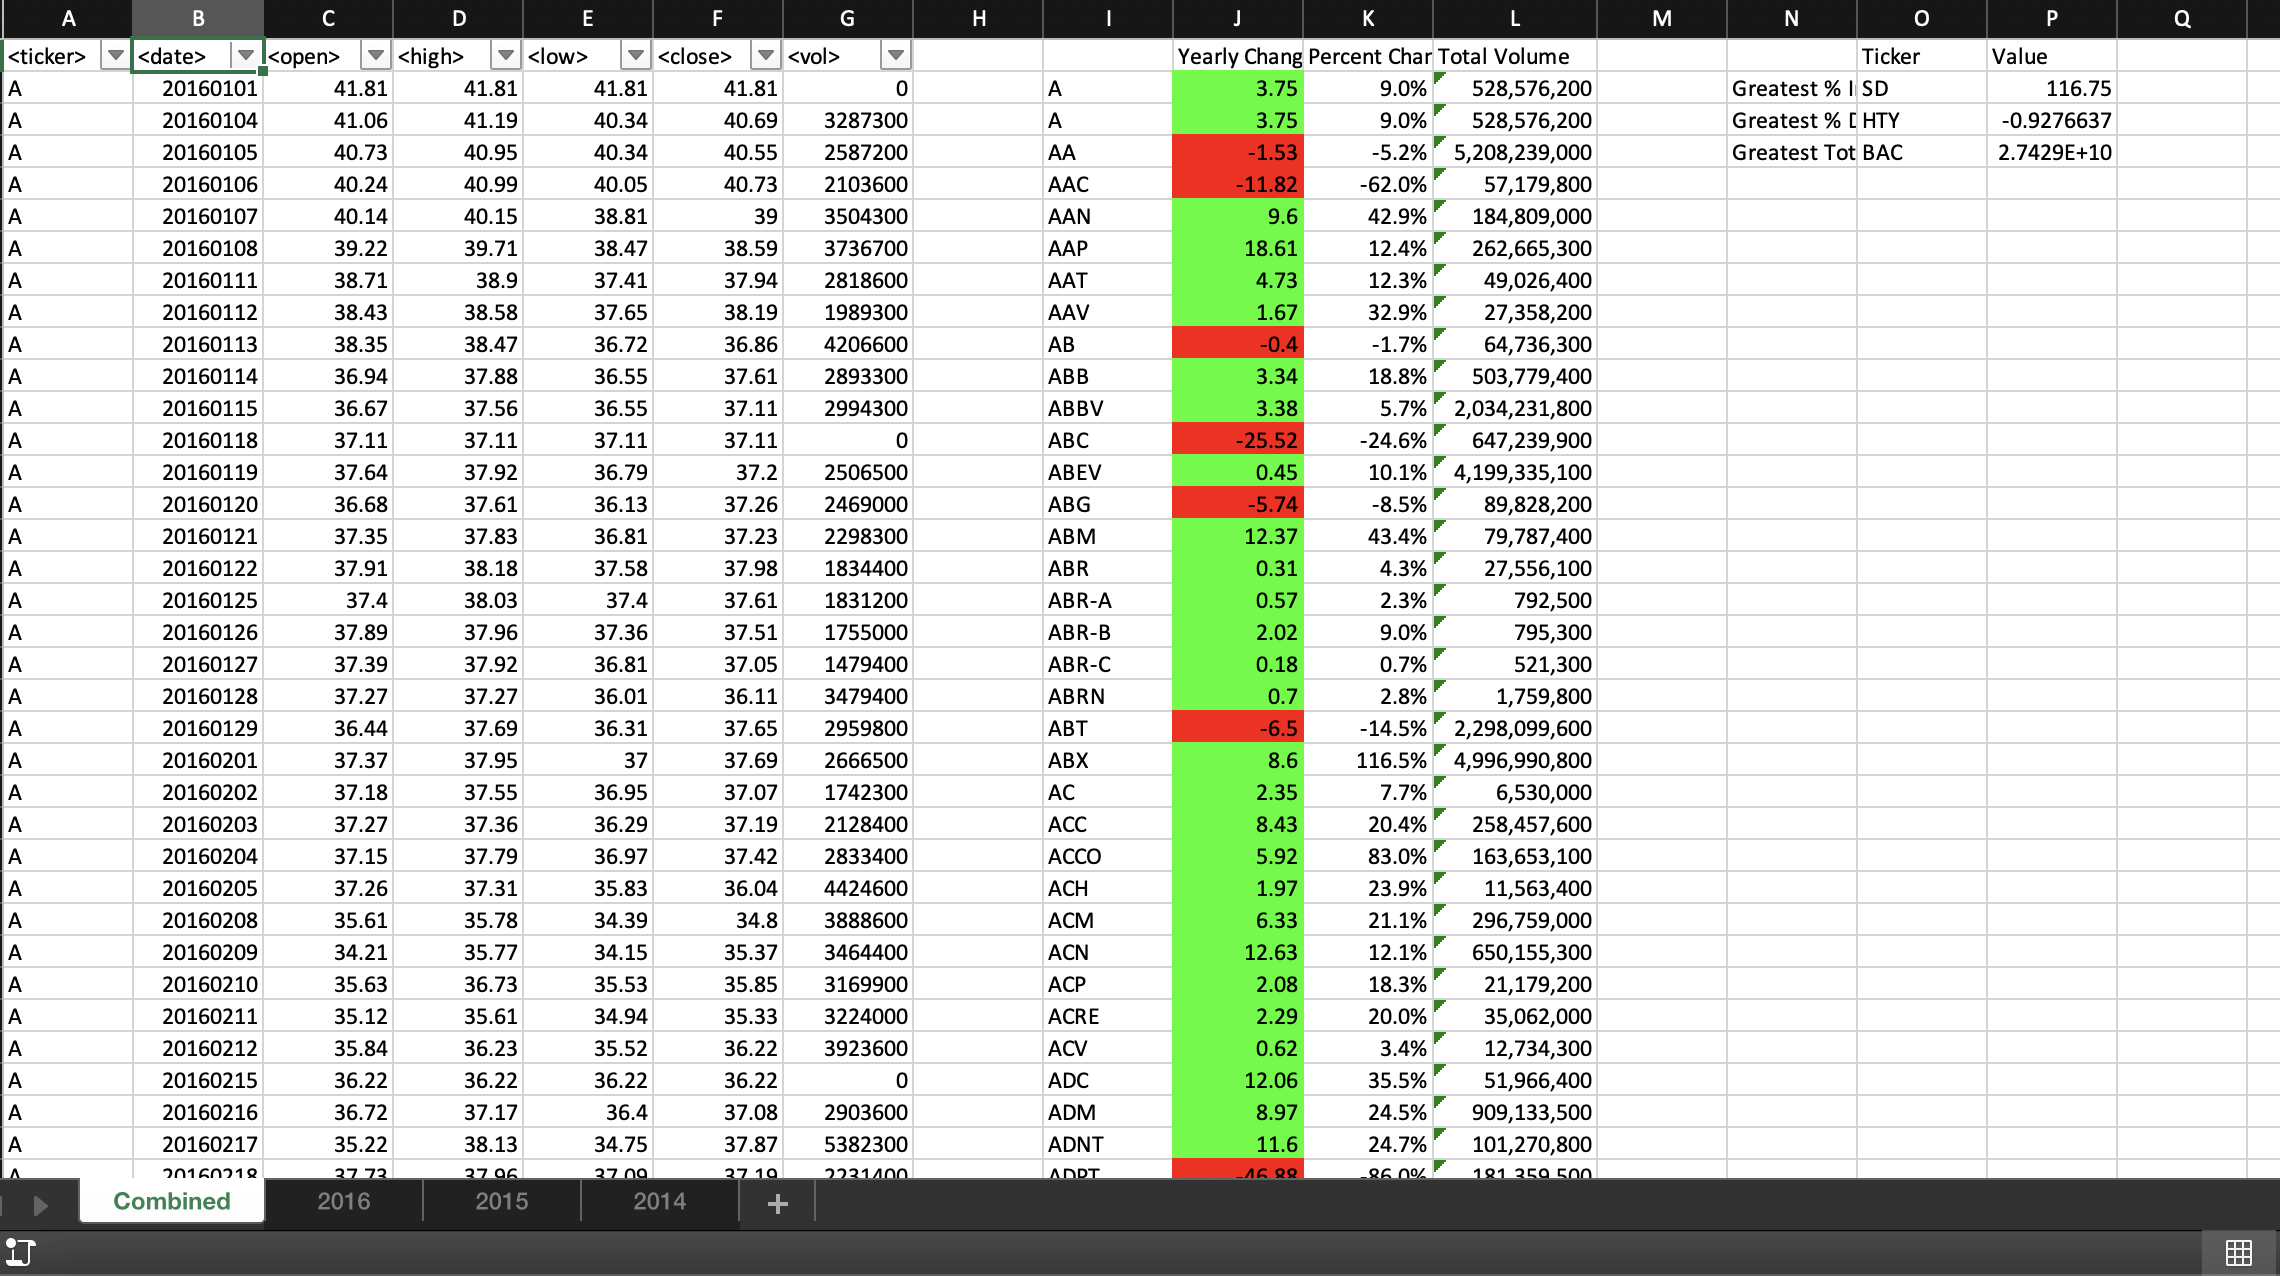 A B C D E F G H I J K L M N O P Q
<ticker> <date> <open> <high> <low> <close> <vol> Yearly Chang Percent Char Total Volume Ticker Value
A 20160101 41.81 41.81 41.81 41.81 0 A 3.75 9.0% 528,576,200 Greatest % I SD 116.75
A 20160104 41.06 41.19 40.34 40.69 3287300 A 3.75 9.0% 528,576,200 Greatest % D HTY -0.9276637
A 20160105 40.73 40.95 40.34 40.55 2587200 AA -1.53 -5.2% 5,208,239,000 Greatest Tot BAC 2.7429E+10
A 20160106 40.24 40.99 40.05 40.73 2103600 AAC -11.82 -62.0% 57,179,800
A 20160107 40.14 40.15 38.81 39 3504300 AAN 9.6 42.9% 184,809,000
A 20160108 39.22 39.71 38.47 38.59 3736700 AAP 18.61 12.4% 262,665,300
A 20160111 38.71 38.9 37.41 37.94 2818600 AAT 4.73 12.3% 49,026,400
A 20160112 38.43 38.58 37.65 38.19 1989300 AAV 1.67 32.9% 27,358,200
A 20160113 38.35 38.47 36.72 36.86 4206600 AB -0.4 -1.7% 64,736,300
A 20160114 36.94 37.88 36.55 37.61 2893300 ABB 3.34 18.8% 503,779,400
A 20160115 36.67 37.56 36.55 37.11 2994300 ABBV 3.38 5.7% 2,034,231,800
A 20160118 37.11 37.11 37.11 37.11 0 ABC -25.52 -24.6% 647,239,900
A 20160119 37.64 37.92 36.79 37.2 2506500 ABEV 0.45 10.1% 4,199,335,100
A 20160120 36.68 37.61 36.13 37.26 2469000 ABG -5.74 -8.5% 89,828,200
A 20160121 37.35 37.83 36.81 37.23 2298300 ABM 12.37 43.4% 79,787,400
A 20160122 37.91 38.18 37.58 37.98 1834400 ABR 0.31 4.3% 27,556,100
A 20160125 37.4 38.03 37.4 37.61 1831200 ABR-A 0.57 2.3% 792,500
A 20160126 37.89 37.96 37.36 37.51 1755000 ABR-B 2.02 9.0% 795,300
A 20160127 37.39 37.92 36.81 37.05 1479400 ABR-C 0.18 0.7% 521,300
A 20160128 37.27 37.27 36.01 36.11 3479400 ABRN 0.7 2.8% 1,759,800
A 20160129 36.44 37.69 36.31 37.65 2959800 ABT -6.5 -14.5% 2,298,099,600
A 20160201 37.37 37.95 37 37.69 2666500 ABX 8.6 116.5% 4,996,990,800
A 20160202 37.18 37.55 36.95 37.07 1742300 AC 2.35 7.7% 6,530,000
A 20160203 37.27 37.36 36.29 37.19 2128400 ACC 8.43 20.4% 258,457,600
A 20160204 37.15 37.79 36.97 37.42 2833400 ACCO 5.92 83.0% 163,653,100
A 20160205 37.26 37.31 35.83 36.04 4424600 ACH 1.97 23.9% 11,563,400
A 20160208 35.61 35.78 34.39 34.8 3888600 ACM 6.33 21.1% 296,759,000
A 20160209 34.21 35.77 34.15 35.37 3464400 ACN 12.63 12.1% 650,155,300
A 20160210 35.63 36.73 35.53 35.85 3169900 ACP 2.08 18.3% 21,179,200
A 20160211 35.12 35.61 34.94 35.33 3224000 ACRE 2.29 20.0% 35,062,000
A 20160212 35.84 36.23 35.52 36.22 3923600 ACV 0.62 3.4% 12,734,300
A 20160215 36.22 36.22 36.22 36.22 0 ADC 12.06 35.5% 51,966,400
A 20160216 36.72 37.17 36.4 37.08 2903600 ADM 8.97 24.5% 909,133,500
A 20160217 35.22 38.13 34.75 37.87 5382300 ADNT 11.6 24.7% 101,270,800
A 20160218 37.73 37.96 37.09 37.19 2231400 ADPT -46.88 -86.0% 181,359,500
Combined 2016 2015 2014 +